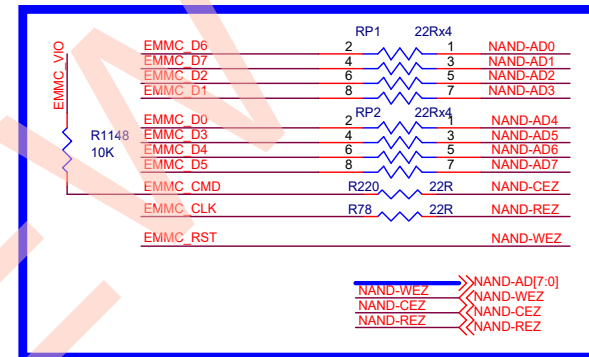 RP1 22Rx4
EMMC_VIO
EMMC_D6 2 1 NAND-AD0
EMMC_D7 4 3 NAND-AD1
EMMC_D2 6 5 NAND-AD2
EMMC_D1 8 7 NAND-AD3
RP2 22Rx4
EMMC_D0 2 1 NAND-AD4
R1148 EMMC_D3 4 3 NAND-AD5
10K EMMC_D4 6 5 NAND-AD6
EMMC_D5 8 7 NAND-AD7
EMMC_CMD R220 22R NAND-CEZ
EMMC_CLK R78 22R NAND-REZ
EMMC_RST NAND-WEZ
NAND-AD[7:0]
NAND-WEZ NAND-WEZ
NAND-CEZ NAND-CEZ
NAND-REZ NAND-REZ